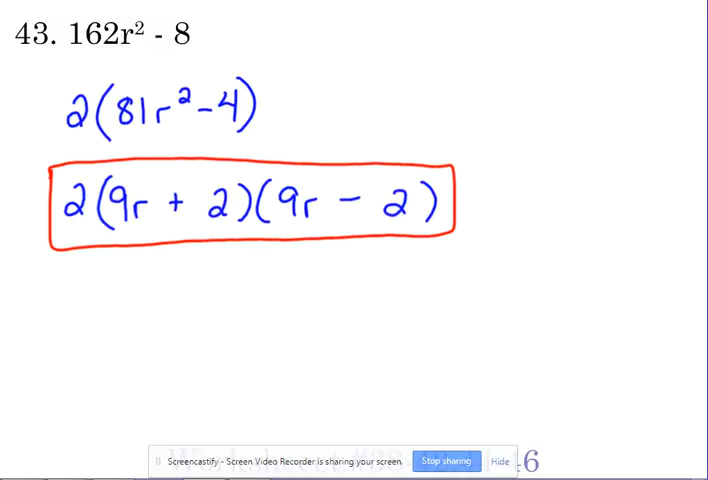 43. 162r² - 8
2(81r²-4)
2(9r + 2)(9r - 2)
Screencastify - Screen Video Recorder is sharing your screen. Stop sharing Hide